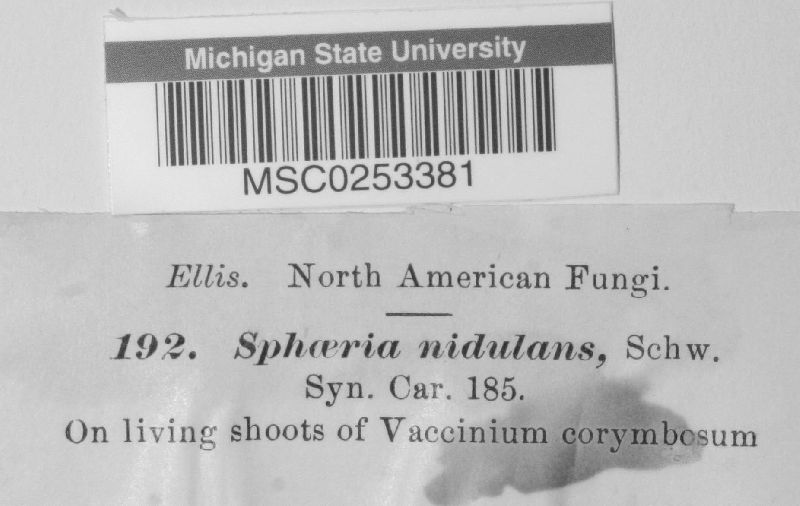 Michigan State University
MSC0253381
Ellis. North American Fungi.
192. Sphæria nidulans, Schw.
Syn. Car. 185.
On living shoots of Vaccinium corymbosum